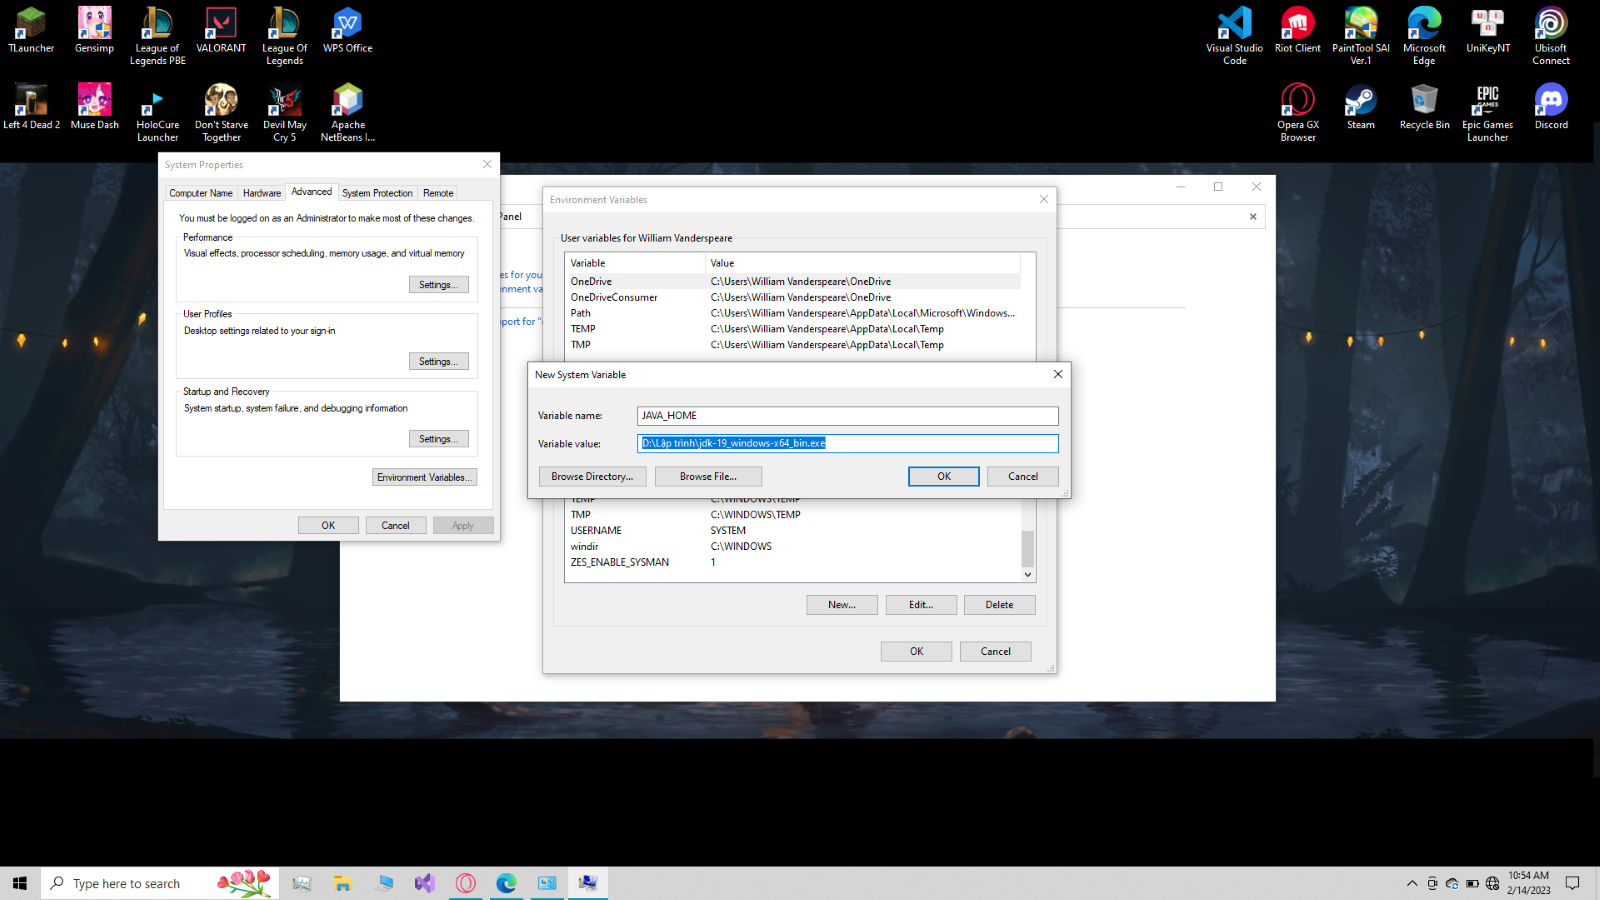 TLauncher
Gensimp
League of
Legends PBE
VALORANT
League Of
Legends
WPS Office
Visual Studio
Code
Riot Client
PaintTool SAI
Ver.1
Microsoft
Edge
UniKeyNT
Ubisoft
Connect
Left 4 Dead 2
Muse Dash
HoloCure
Launcher
Don't Starve
Together
Devil May
Cry 5
Apache
NetBeans I...
Opera GX
Browser
Steam
Recycle Bin
EPIC
GAMES
Epic Games
Launcher
Discord
System Properties
Computer Name
Hardware
Advanced
System Protection
Remote
You must be logged on as an Administrator to make most of these changes.
Performance
Visual effects, processor scheduling, memory usage, and virtual memory
Settings...
User Profiles
Desktop settings related to your sign-in
Settings...
Startup and Recovery
System startup, system failure, and debugging information
Settings...
Environment Variables...
OK
Cancel
Apply
Panel
es for you
nment va
port for "
Environment Variables
User variables for William Vanderspeare
Variable
Value
OneDrive
C:\Users\William Vanderspeare\OneDrive
OneDriveConsumer
C:\Users\William Vanderspeare\OneDrive
Path
C:\Users\William Vanderspeare\AppData\Local\Microsoft\Windows...
TEMP
C:\Users\William Vanderspeare\AppData\Local\Temp
TMP
C:\Users\William Vanderspeare\AppData\Local\Temp
New System Variable
Variable name:
JAVA_HOME
Variable value:
D:\Lập trình\jdk-19_windows-x64_bin.exe
Browse Directory...
Browse File...
OK
Cancel
TEMP
C:\WINDOWS\TEMP
TMP
C:\WINDOWS\TEMP
USERNAME
SYSTEM
windir
C:\WINDOWS
ZES_ENABLE_SYSMAN
1
New...
Edit...
Delete
OK
Cancel
Type here to search
10:54 AM
2/14/2023